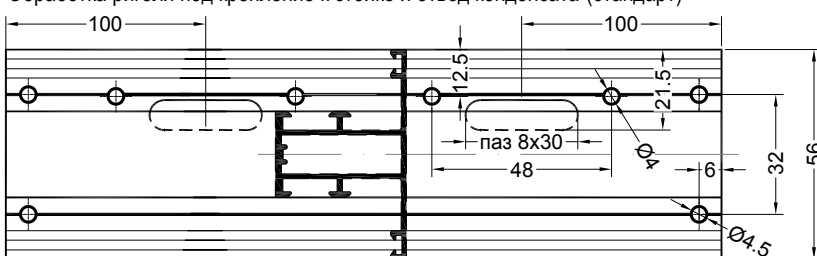 Обработка ригеля под крепление к стойке и отвод конденсата (стандарт)
100
100
12.5
21.5
паз 8x30
Ø4
48
6
32
56
Ø4.5